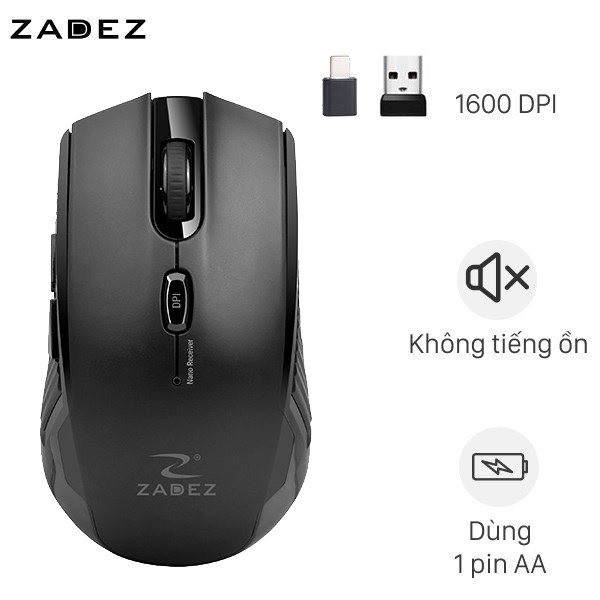 ZADEZ
1600 DPI
DPI
Nano Receiver
Không tiếng ồn
ZADEZ
Dùng
1 pin AA